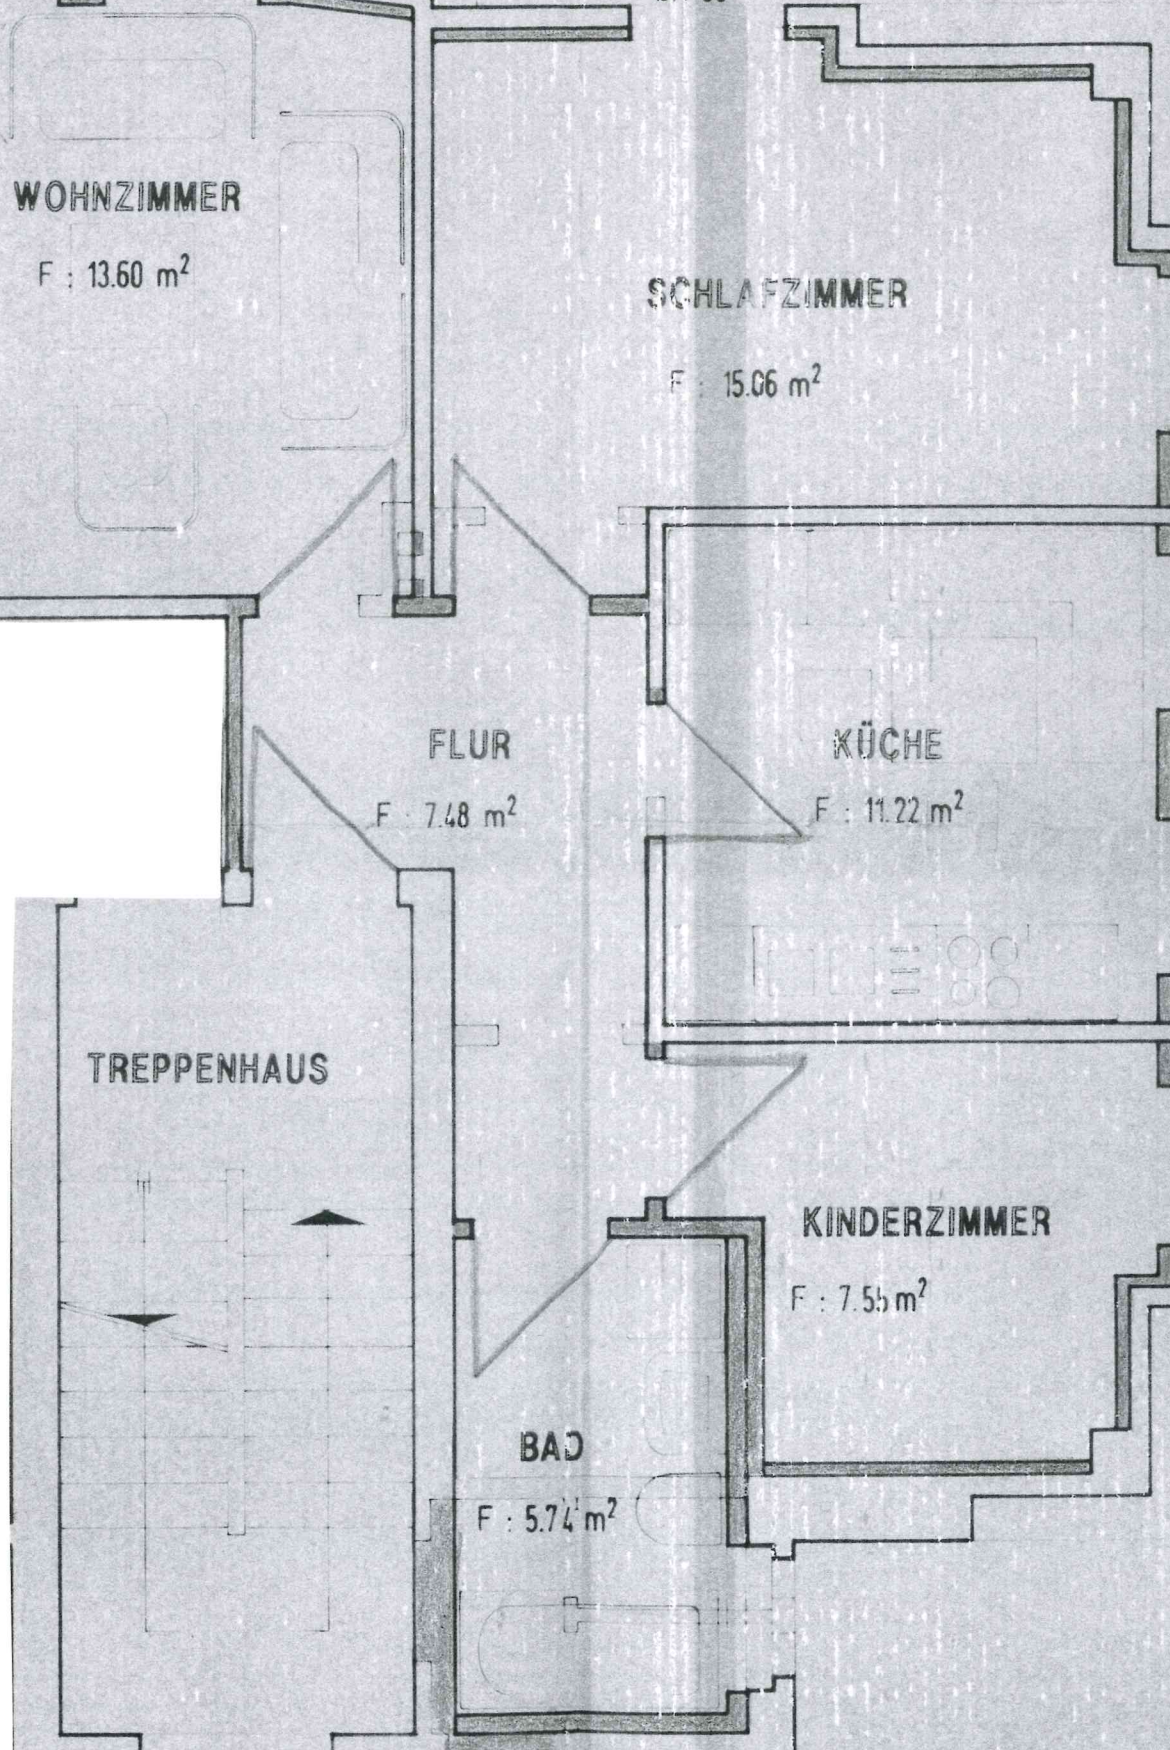 WOHNZIMMER
F : 13.60 m²
SCHLAFZIMMER
F : 15.06 m²
FLUR
F : 7.48 m²
KÜCHE
F : 11.22 m²
TREPPENHAUS
KINDERZIMMER
F : 7.55 m²
BAD
F : 5.74 m²